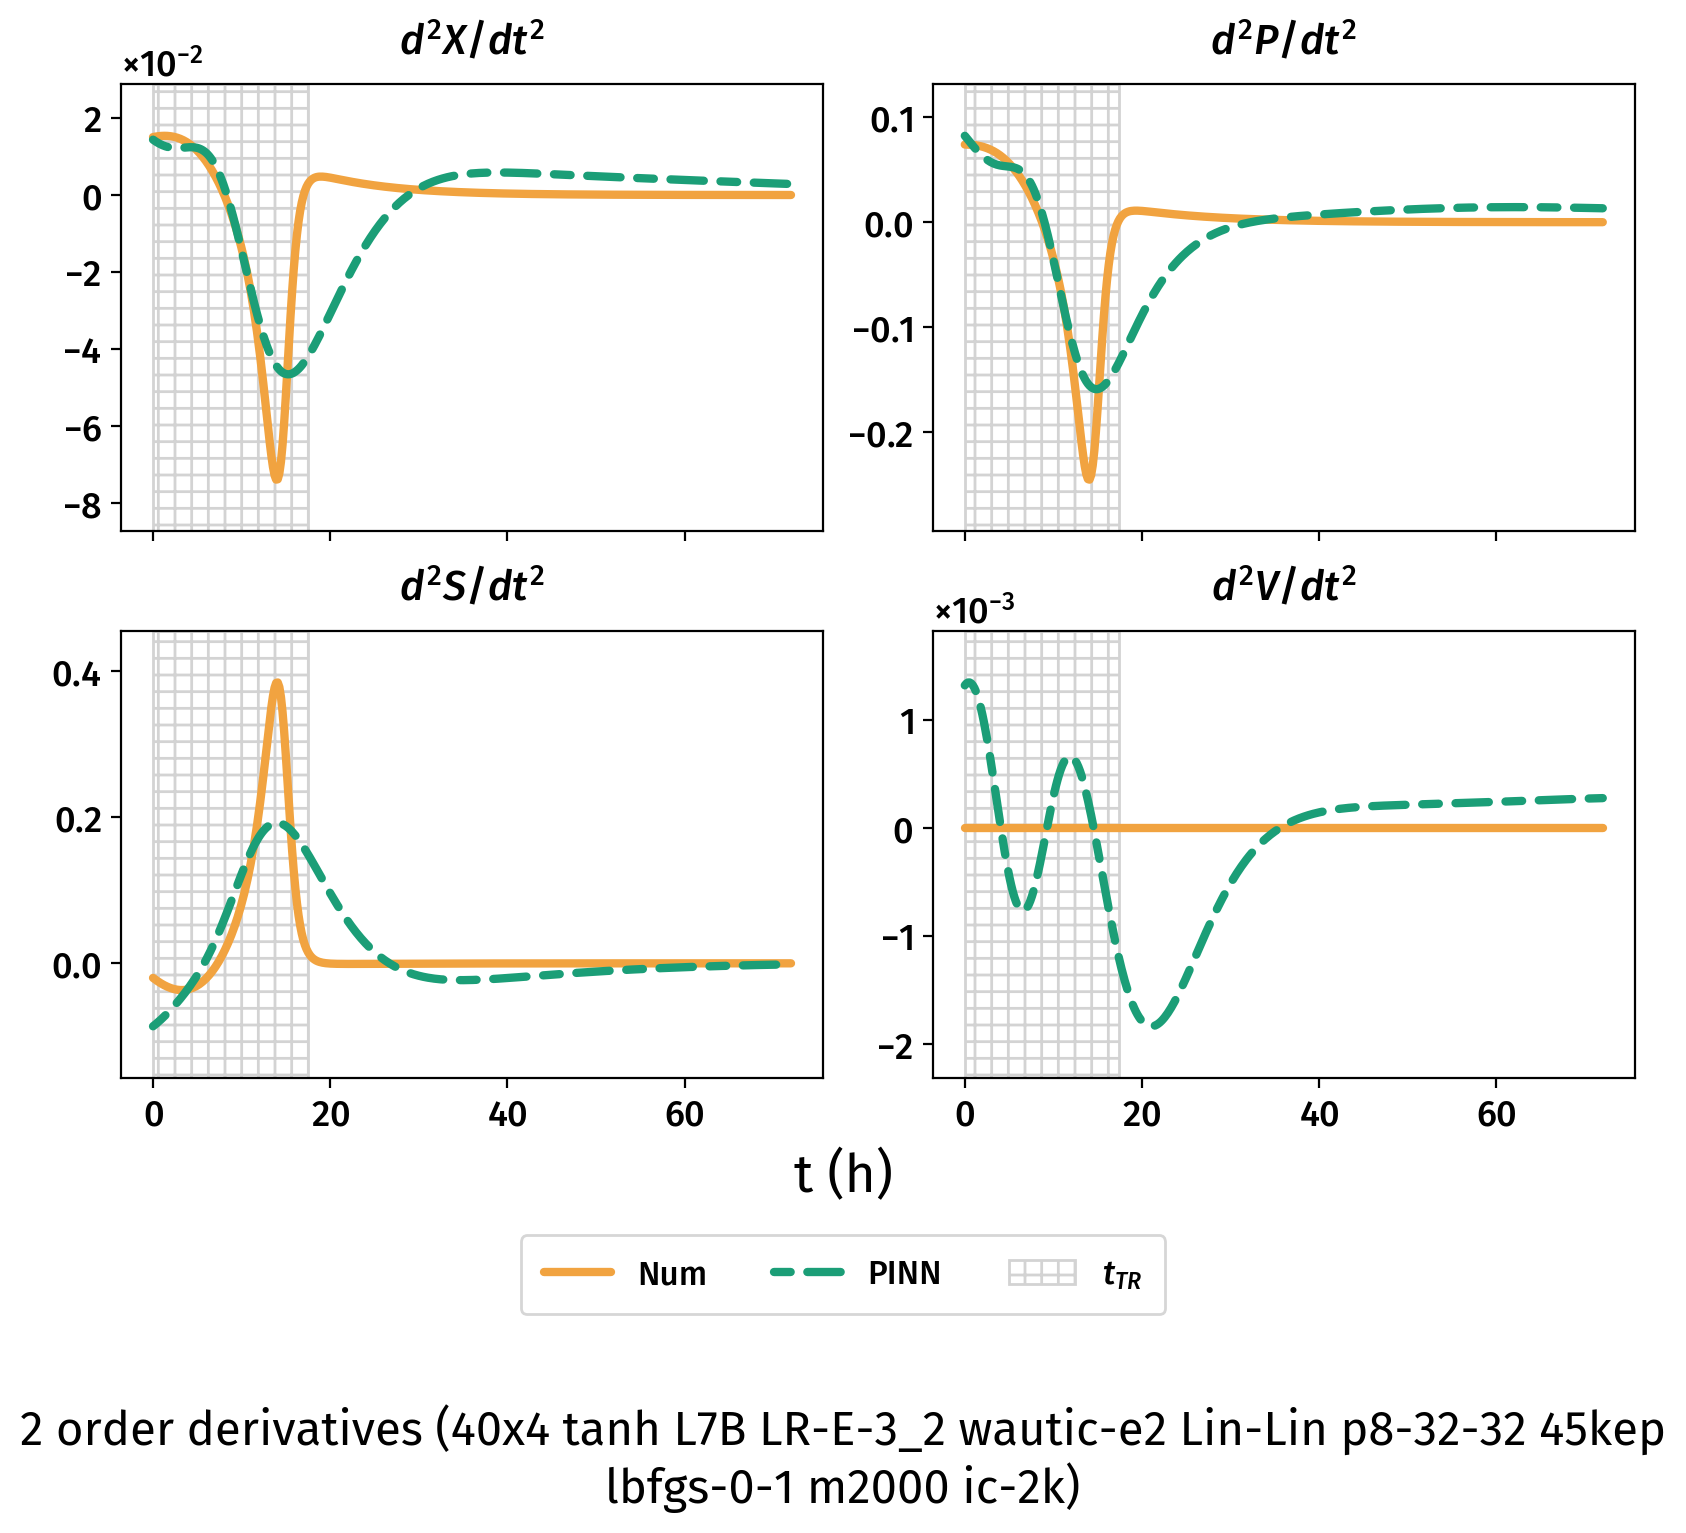 d²X/dt²
×10⁻²
2
0
−2
−4
−6
−8
d²P/dt²
0.1
0.0
−0.1
−0.2
d²S/dt²
0.4
0.2
0.0
0 20 40 60
d²V/dt²
×10⁻³
1
0
−1
−2
0 20 40 60
t (h)
Num PINN t_TR
2 order derivatives (40x4 tanh L7B LR-E-3_2 wautic-e2 Lin-Lin p8-32-32 45kep
lbfgs-0-1 m2000 ic-2k)